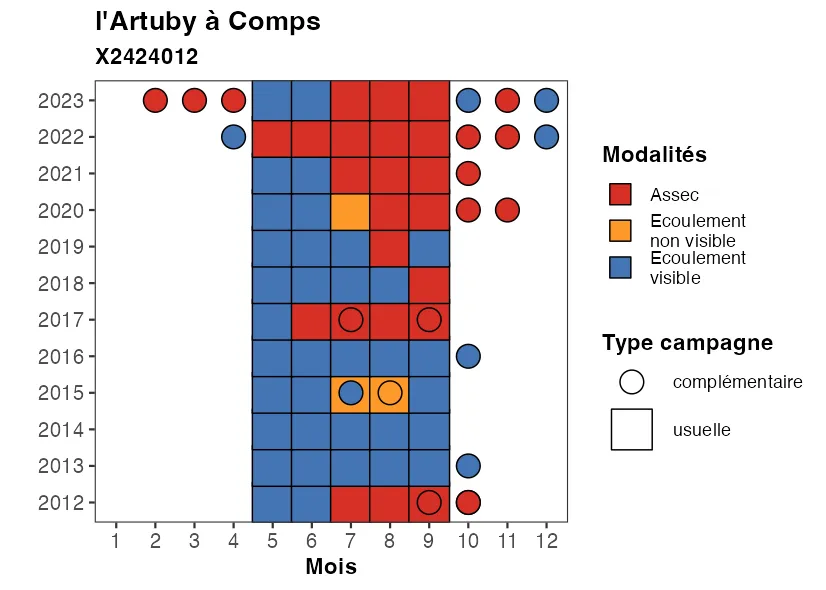 l'Artuby à Comps
X2424012
2023
2022
2021
2020
2019
2018
2017
2016
2015
2014
2013
2012
1 2 3 4 5 6 7 8 9 10 11 12
Mois
Modalités
Assec
Ecoulement
non visible
Ecoulement
visible
Type campagne
complémentaire
usuelle